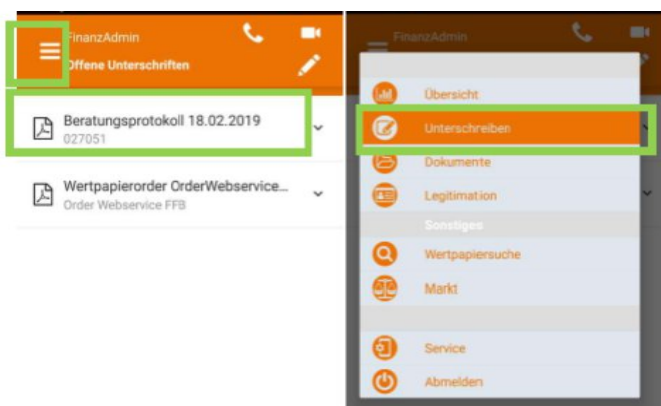 FinanzAdmin
Offene Unterschriften
Beratungsprotokoll 18.02.2019
027051
Wertpapierorder OrderWebservice...
Order Webservice FFB
FinanzAdmin
Übersicht
Unterschreiben
Dokumente
Legitimation
Sonstiges
Wertpapiersuche
Markt
Service
Abmelden